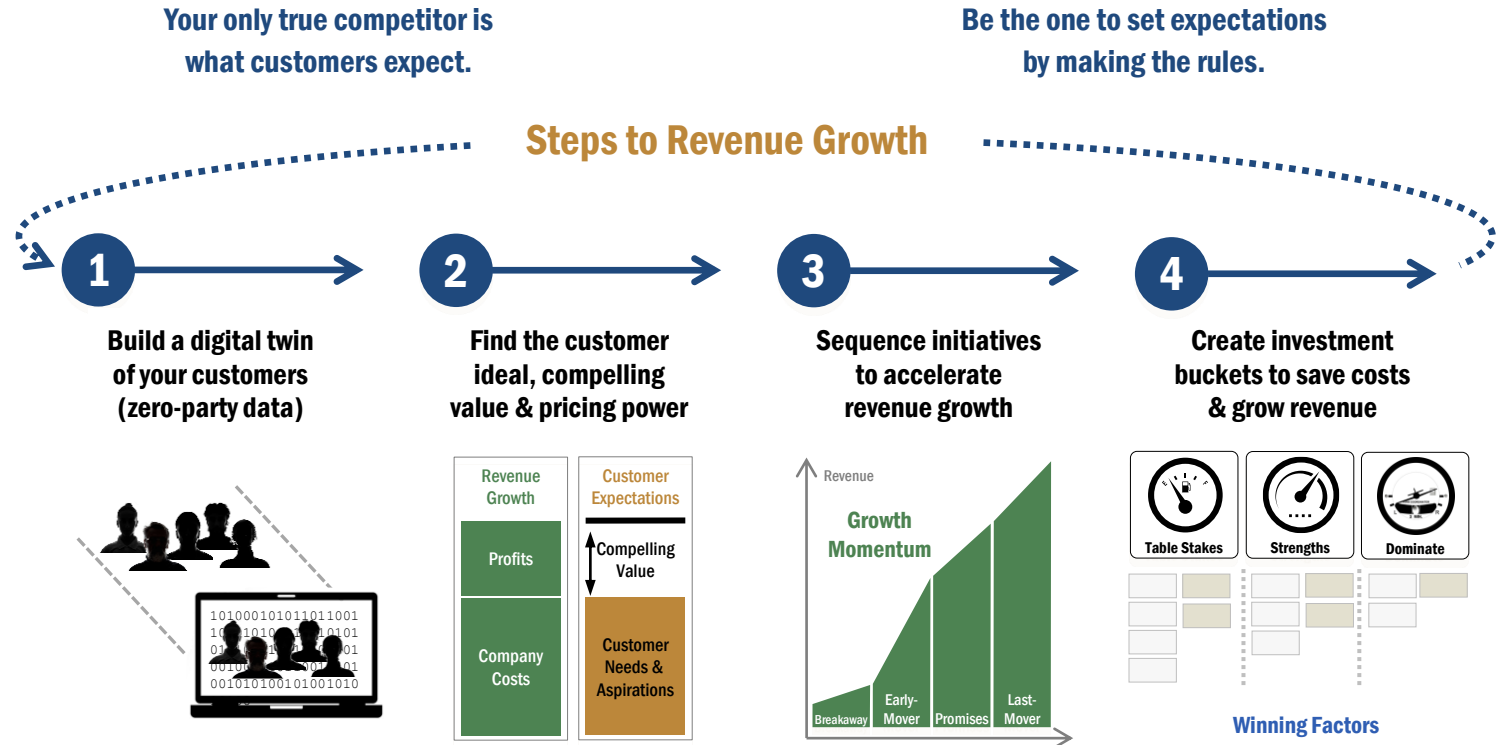 Your only true competitor is
what customers expect.
Be the one to set expectations
by making the rules.
Steps to Revenue Growth
1
2
3
4
Build a digital twin
of your customers
(zero-party data)
Find the customer
ideal, compelling
value & pricing power
Sequence initiatives
to accelerate
revenue growth
Create investment
buckets to save costs
& grow revenue
Revenue
Growth
Profits
Company
Costs
Customer
Expectations
Compelling
Value
Customer
Needs &
Aspirations
Revenue
Growth
Momentum
Breakaway
Early-
Mover
Promises
Last-
Mover
E
F
Table Stakes
Strengths
Dominate
Winning Factors
101000101011011001
001010100101001010